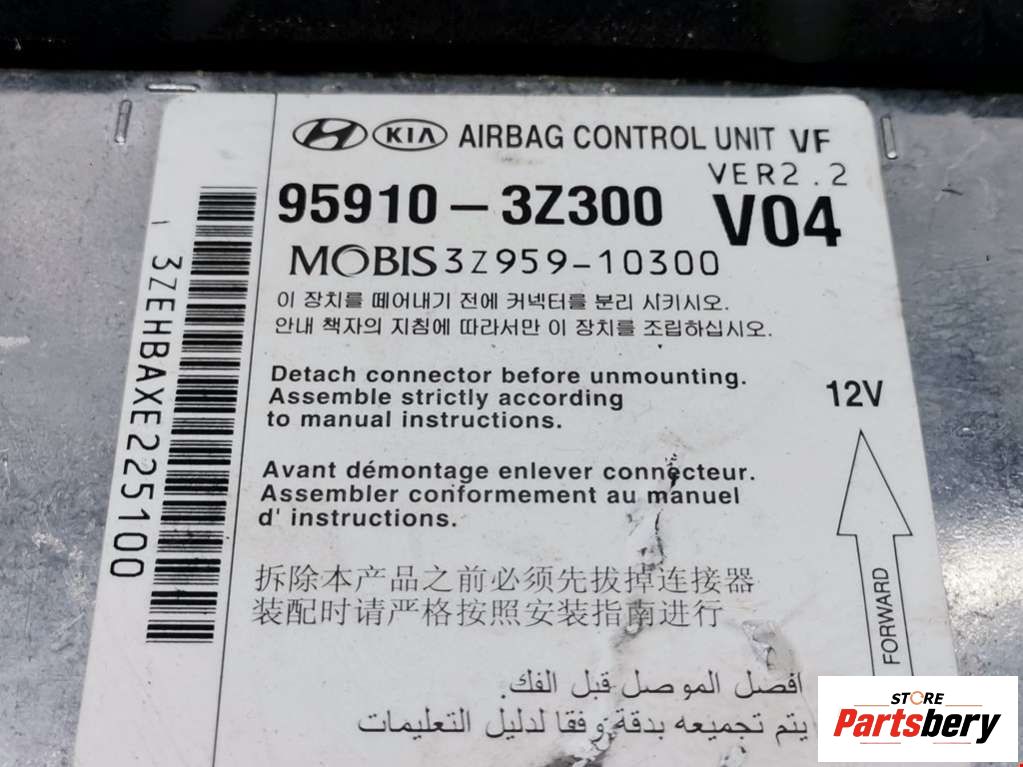 HYUNDAI KIA AIRBAG CONTROL UNIT VF
VER2.2
95910-3Z300 V04
MOBIS 3Z959-10300
이 장치를 떼어내기 전에 커넥터를 분리 시키시오.
안내 책자의 지침에 따라서만 이 장치를 조립하십시오.
Detach connector before unmounting.
Assemble strictly according
to manual instructions.
12V
Avant démontage enlever connecteur.
Assembler conformement au manuel
d' instructions.
拆除本产品之前必须先拔掉连接器
装配时请严格按照安装指南进行
افصل الموصل قبل الفك.
يتم تجميعه بدقة وفقا لدليل التعليمات
FORWARD
1 3ZEHBAXE225100
STORE
Partsbery